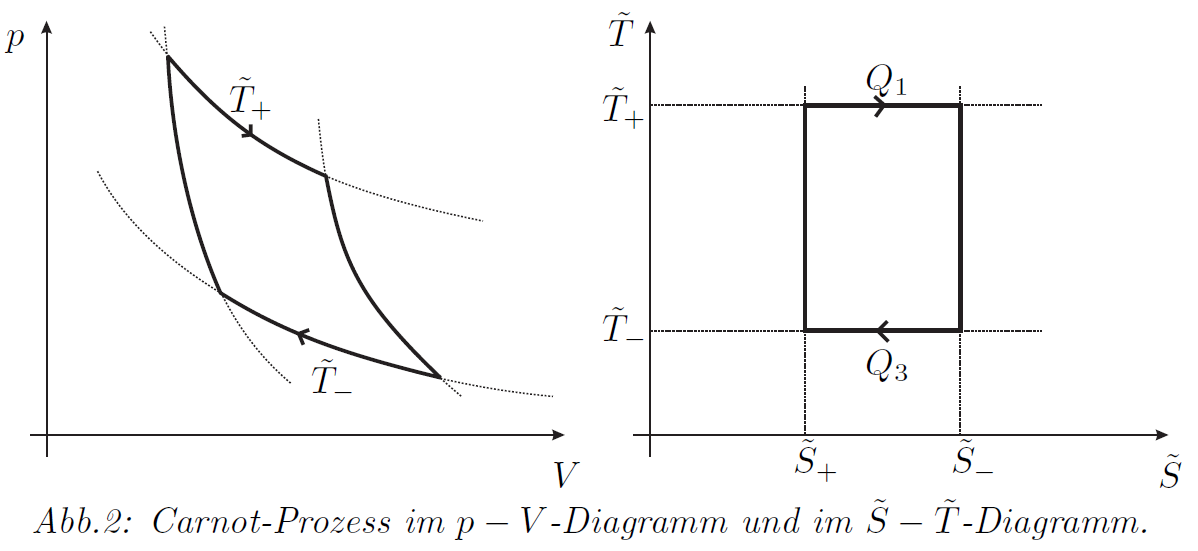 p
T̃₊
T̃₋
V
T̃
T̃₊
T̃₋
Q₁
Q₃
S̃₊
S̃₋
S̃
Abb.2: Carnot-Prozess im p − V-Diagramm und im S̃ − T̃-Diagramm.